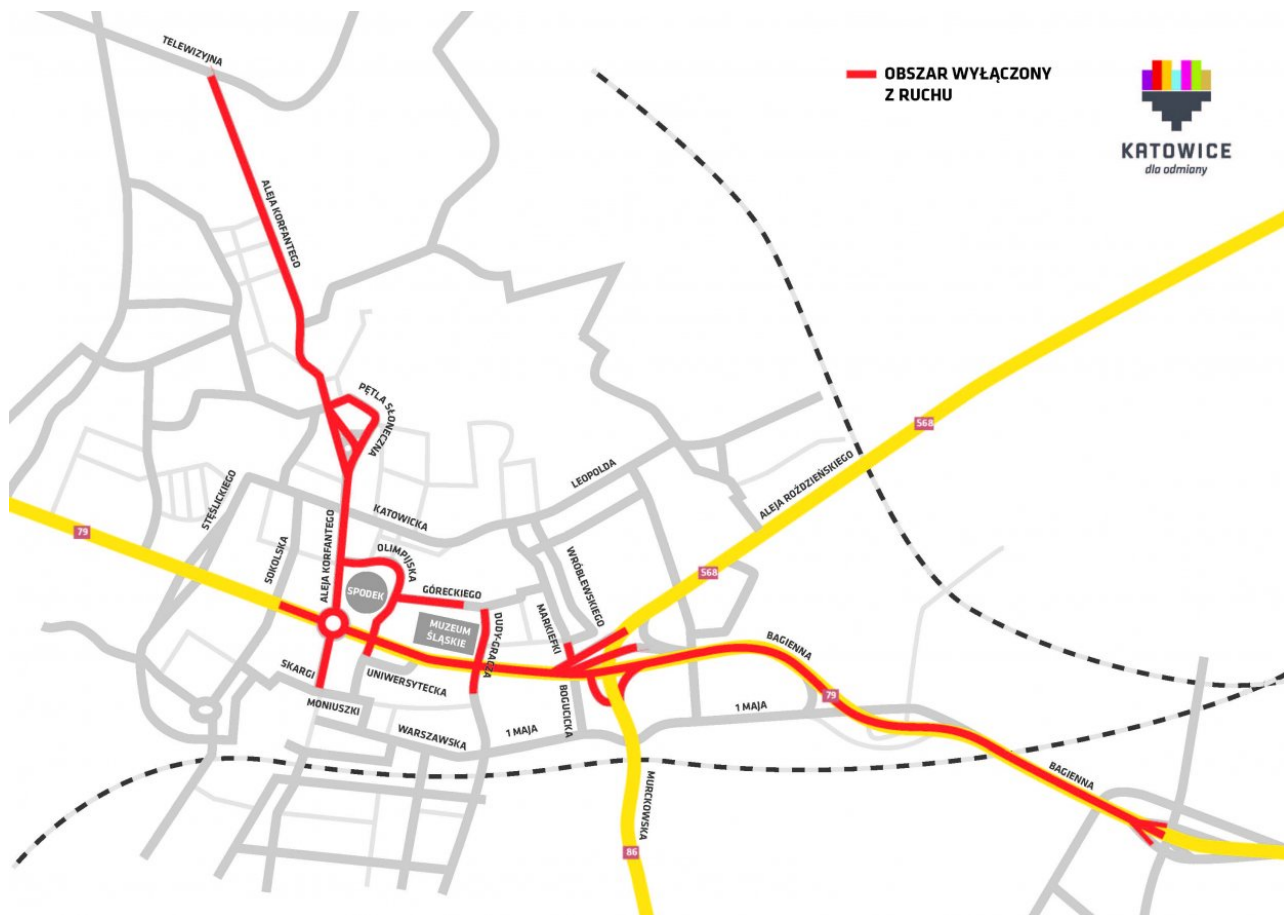 TELEWIZYJNA
OBSZAR WYŁĄCZONY
Z RUCHU
KATOWICE
dla odmiany
ALEJA KORFANTEGO
PĘTLA SŁONECZNA
568
ALEJA ROŹDZIEŃSKIEGO
LEOPOLDA
STĘŚLICKIEGO
KATOWICKA
79
SOKOLSKA
ALEJA KORFANTEGO
OLIMPIJSKA
WRÓBLEWSKIEGO
568
SPODEK
GÓRECKIEGO
MUZEUM
ŚLĄSKIE
DUDY-GRACZA
MARKIEFKI
BAGIENNA
SKARGI
UNIWERSYTECKA
79
MONIUSZKI
BOGUCICKA
1 MAJA
WARSZAWSKA
1 MAJA
BAGIENNA
MURCKOWSKA
86